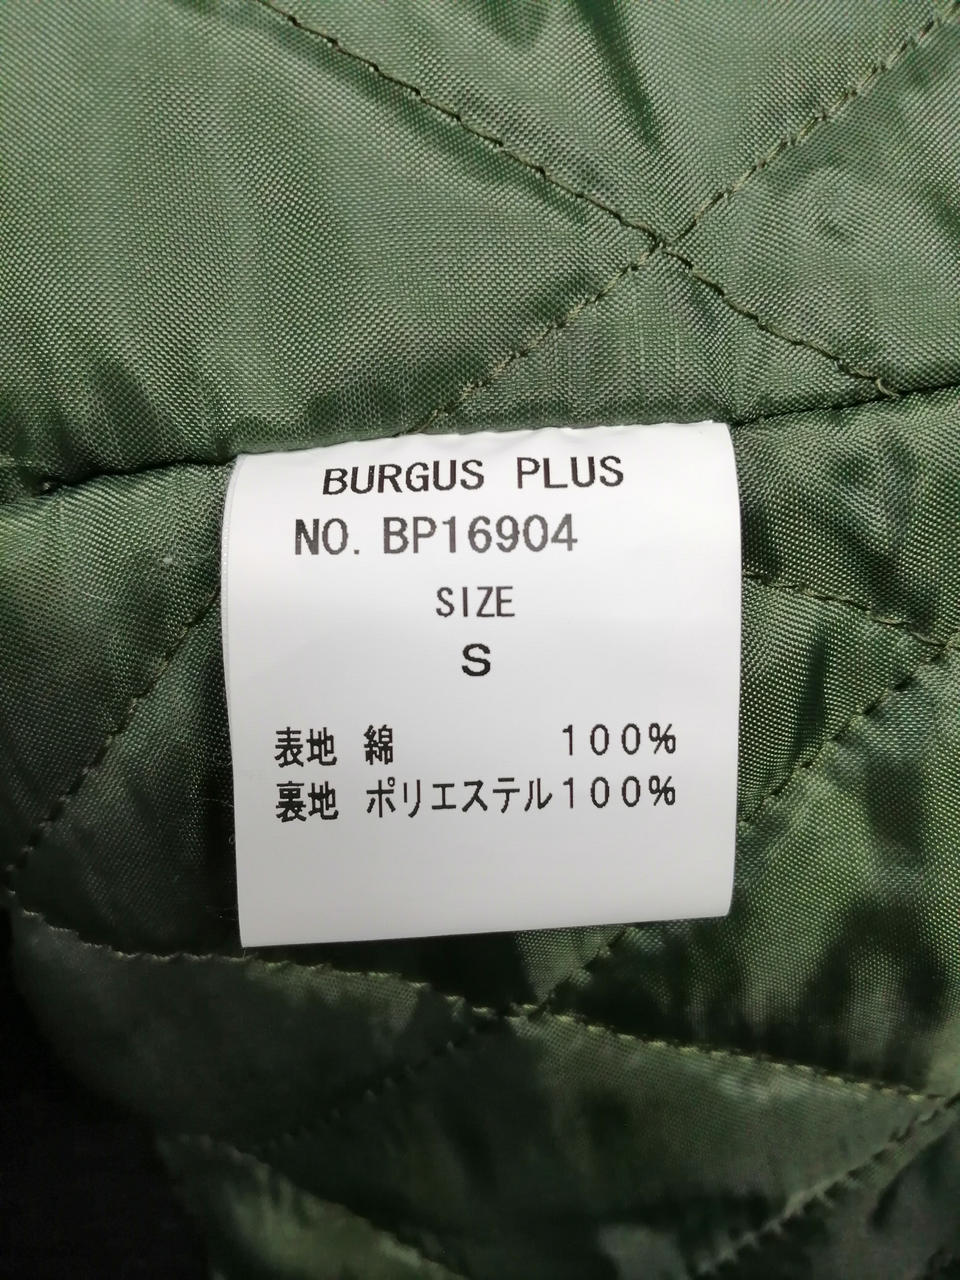 BURGUS PLUS
NO. BP16904
SIZE
S
表地 綿 100%
裏地 ポリエステル100%